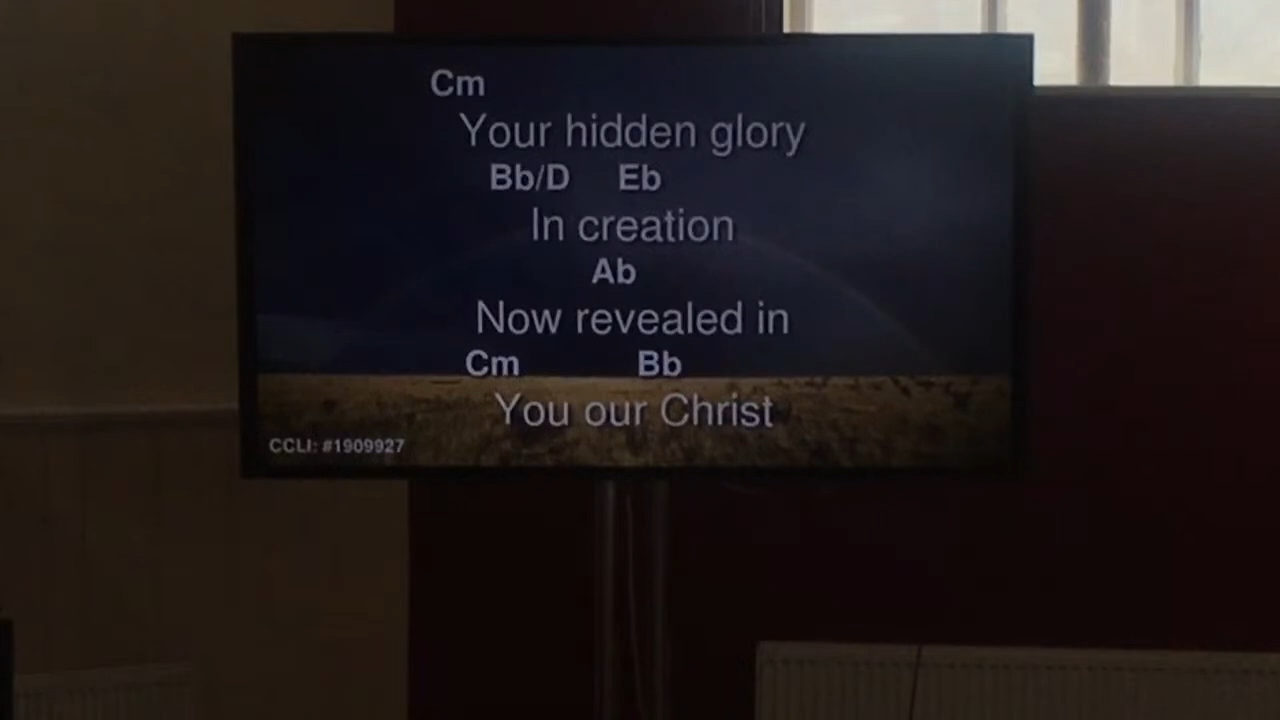 Cm
Your hidden glory
Bb/D Eb
In creation
Ab
Now revealed in
Cm Bb
You our Christ
CCLI: #1909927